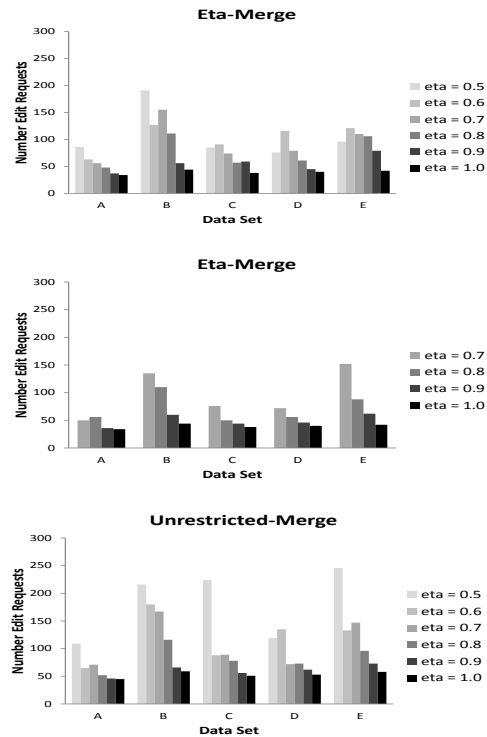 Eta-Merge
300
250
200
150
100
50
0
Number Edit Requests
A B C D E
Data Set
eta = 0.5
eta = 0.6
eta = 0.7
eta = 0.8
eta = 0.9
eta = 1.0
Eta-Merge
300
250
200
150
100
50
0
Number Edit Requests
A B C D E
Data Set
eta = 0.7
eta = 0.8
eta = 0.9
eta = 1.0
Unrestricted-Merge
300
250
200
150
100
50
0
Number Edit Requests
A B C D E
Data Set
eta = 0.5
eta = 0.6
eta = 0.7
eta = 0.8
eta = 0.9
eta = 1.0